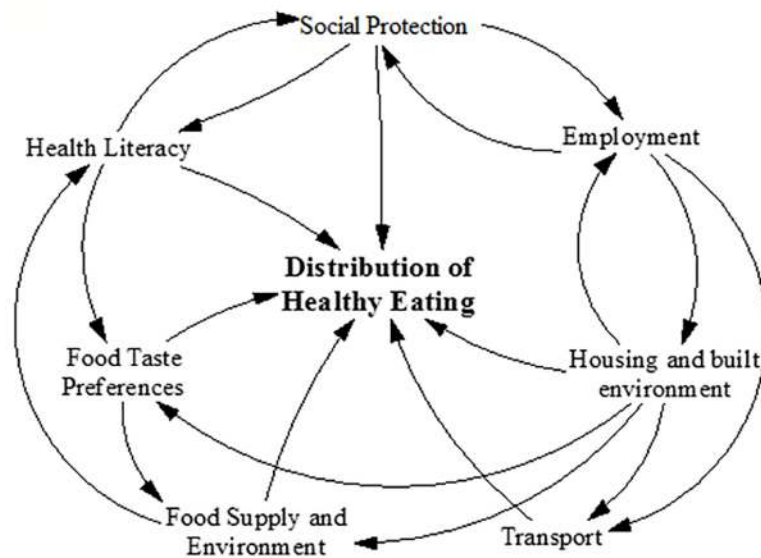 Social Protection
Employment
Health Literacy
Distribution of
Healthy Eating
Food Taste
Preferences
Housing and built
environment
Food Supply and
Environment
Transport